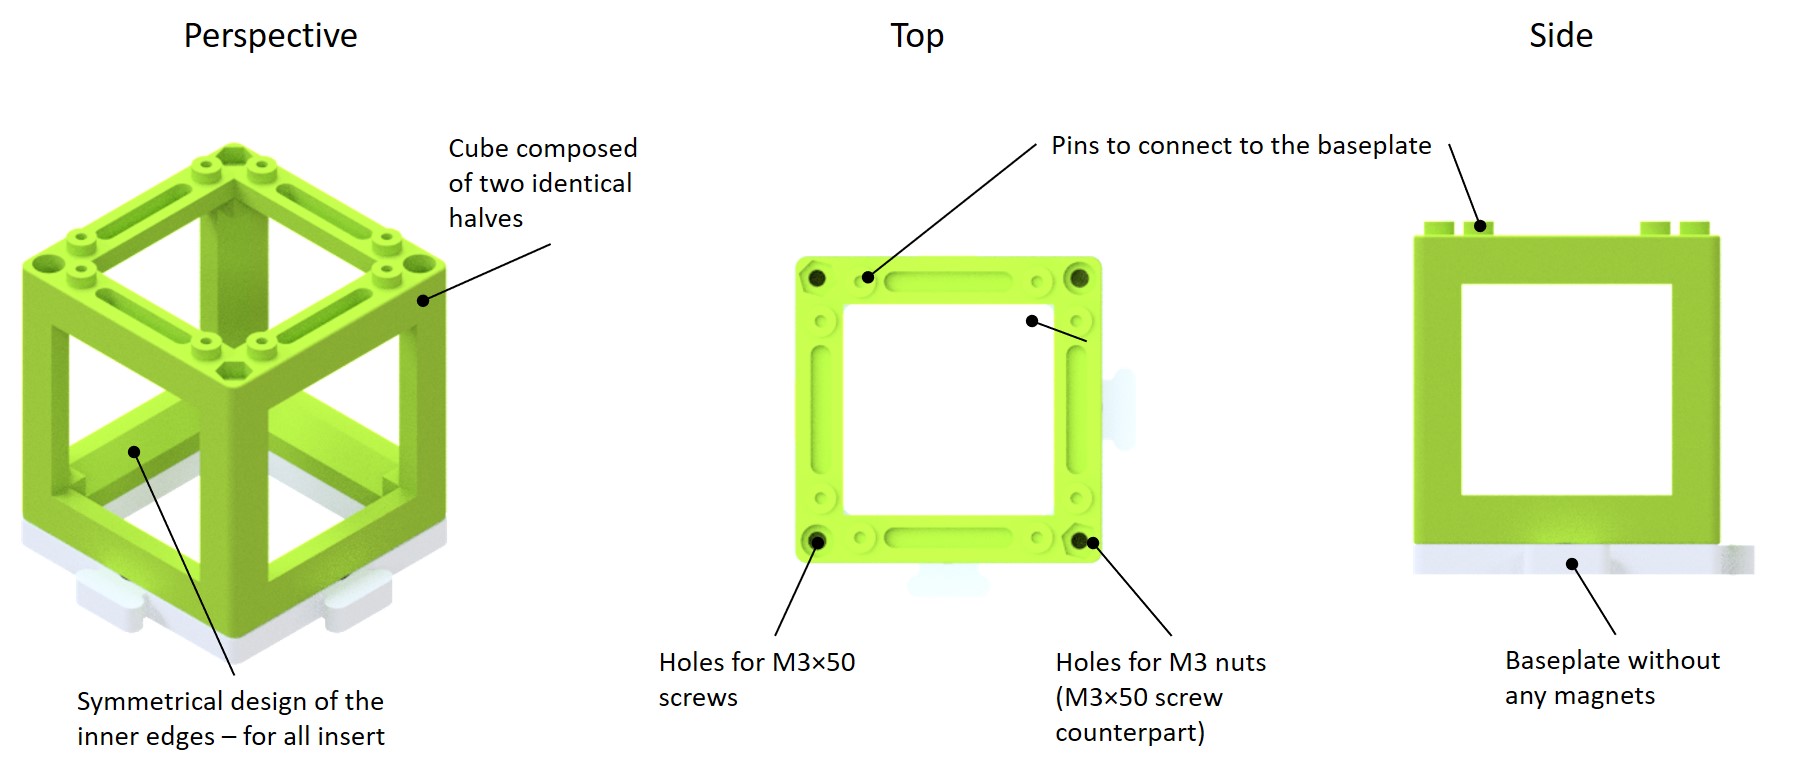 Perspective
Top
Side
Cube composed
of two identical
halves
Pins to connect to the baseplate
Holes for M3×50
screws
Holes for M3 nuts
(M3×50 screw
counterpart)
Baseplate without
any magnets
Symmetrical design of the
inner edges – for all insert